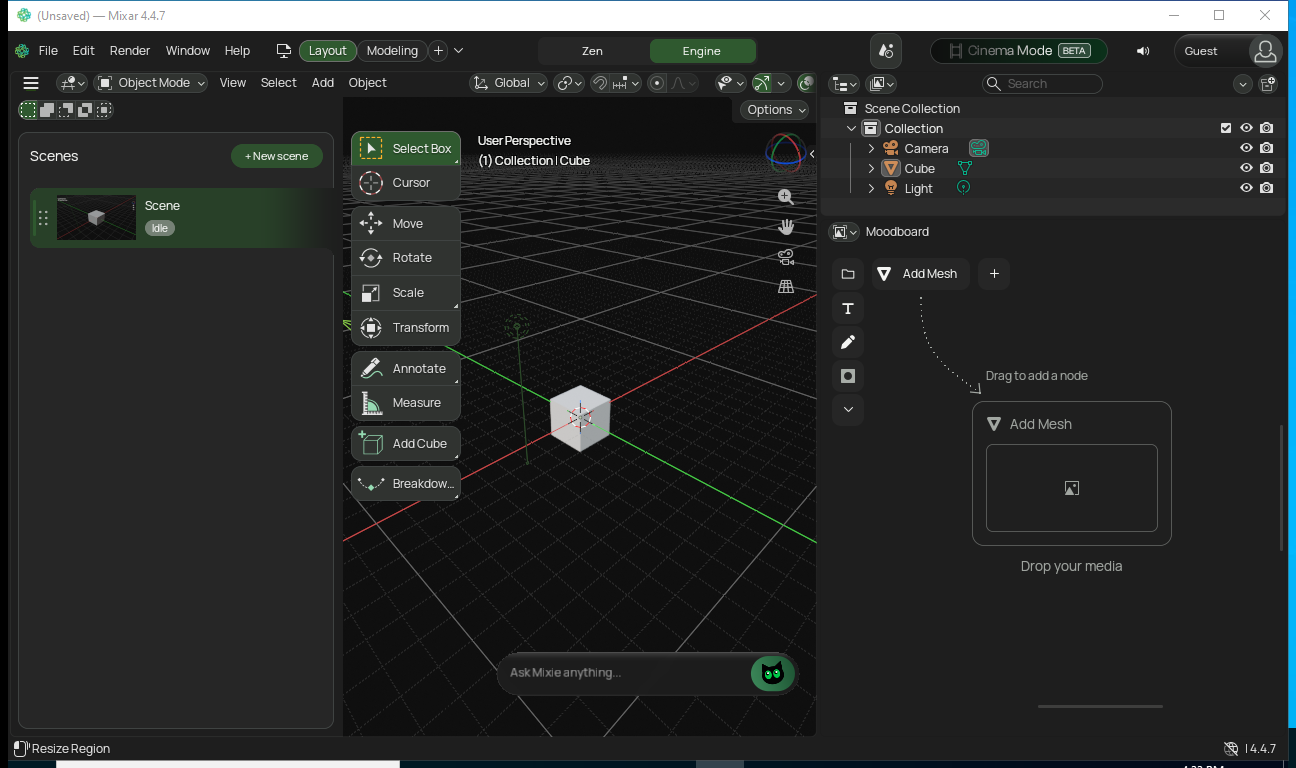 (Unsaved) — Mixar 4.4.7
File Edit Render Window Help Layout Modeling Zen Engine Cinema Mode BETA Guest
Object Mode View Select Add Object Global Search
Options
Scenes
+ New scene
Scene
Idle
Select Box
Cursor
Move
Rotate
Scale
Transform
Annotate
Measure
Add Cube
Breakdow...
User Perspective
(1) Collection | Cube
Ask Mixie anything...
Scene Collection
Collection
Camera
Cube
Light
Moodboard
Add Mesh
T
Drag to add a node
Add Mesh
Drop your media
Resize Region
4.4.7